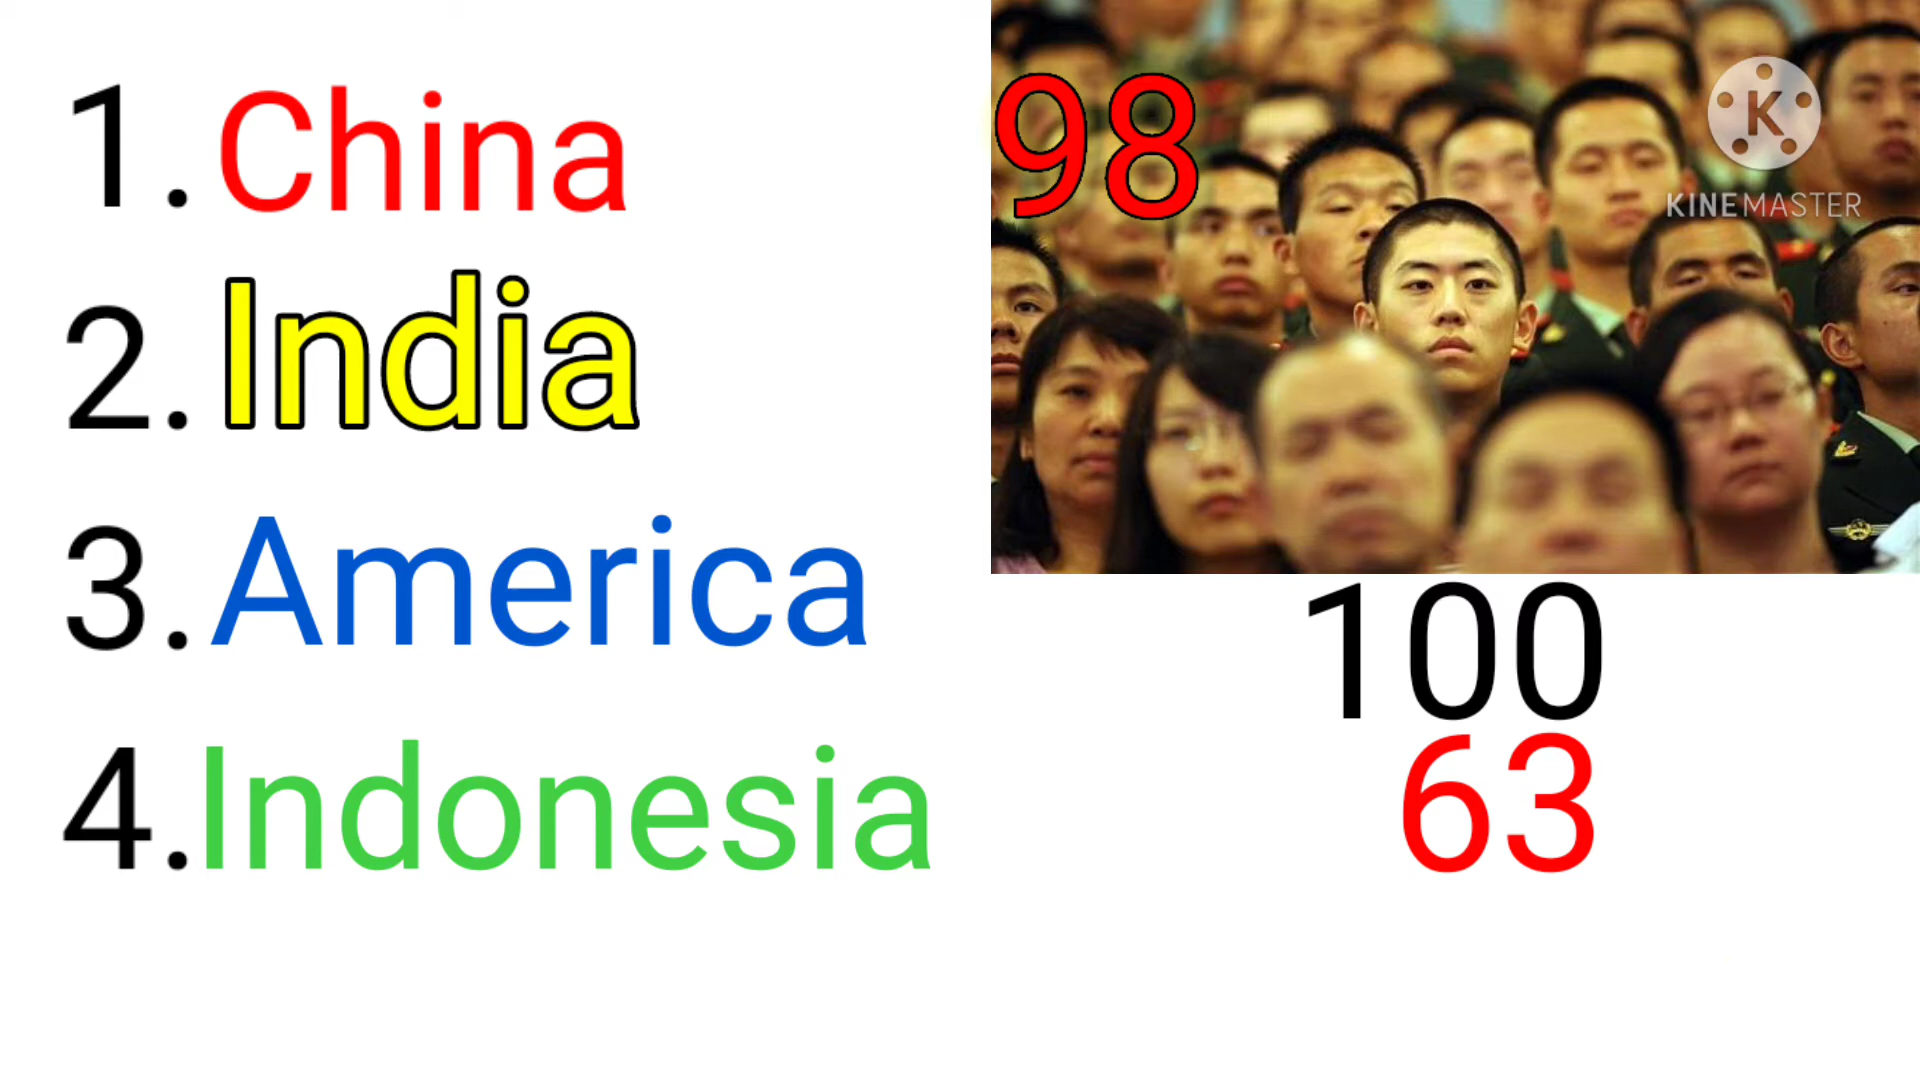 1. China
2. India
3. America
4. Indonesia
98
K
KINEMASTER
100
63